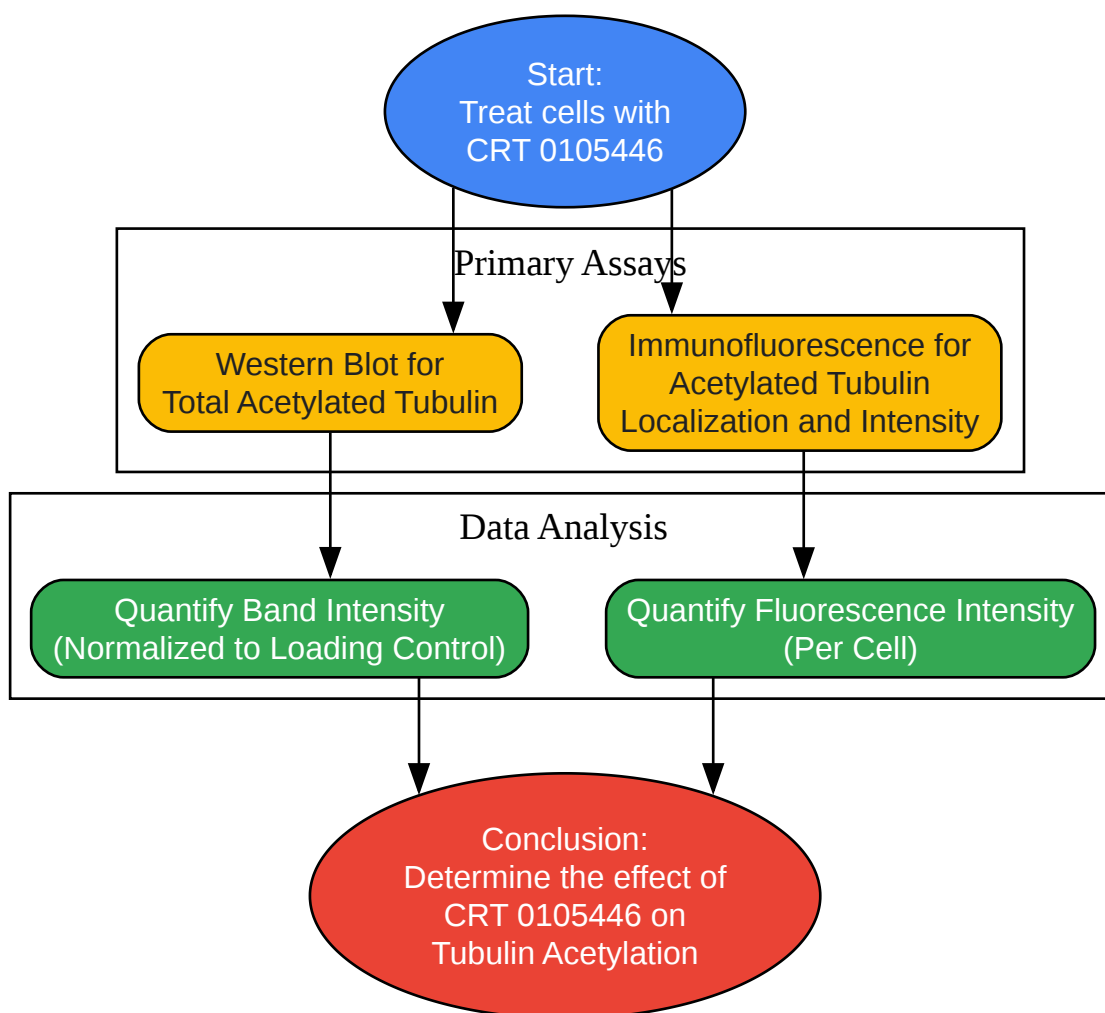 Start:
Treat cells with
CRT 0105446
Primary Assays
Western Blot for
Total Acetylated Tubulin
Immunofluorescence for
Acetylated Tubulin
Localization and Intensity
Data Analysis
Quantify Band Intensity
(Normalized to Loading Control)
Quantify Fluorescence Intensity
(Per Cell)
Conclusion:
Determine the effect of
CRT 0105446 on
Tubulin Acetylation